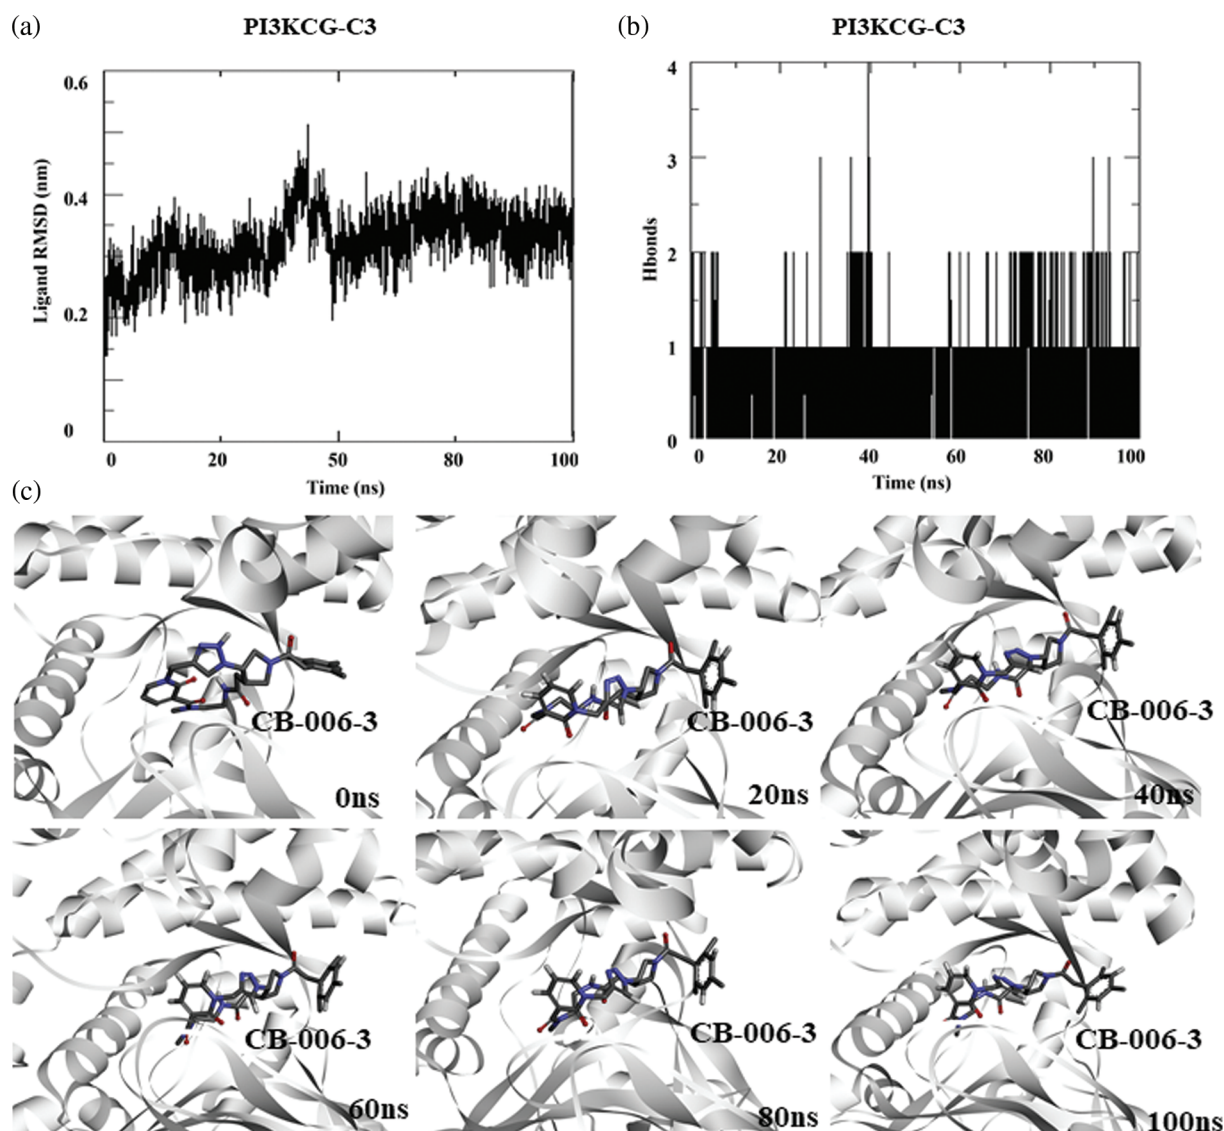 (a)
PI3KCG-C3
(b)
PI3KCG-C3
Ligand RMSD (nm)
0.6
0.4
0.2
0
0 20 50 80 100
Time (ns)
Hbonds
4
3
2
1
0
0 20 40 60 80 100
Time (ns)
(c)
CB-006-3
0ns
CB-006-3
20ns
CB-006-3
40ns
CB-006-3
60ns
CB-006-3
80ns
CB-006-3
100ns